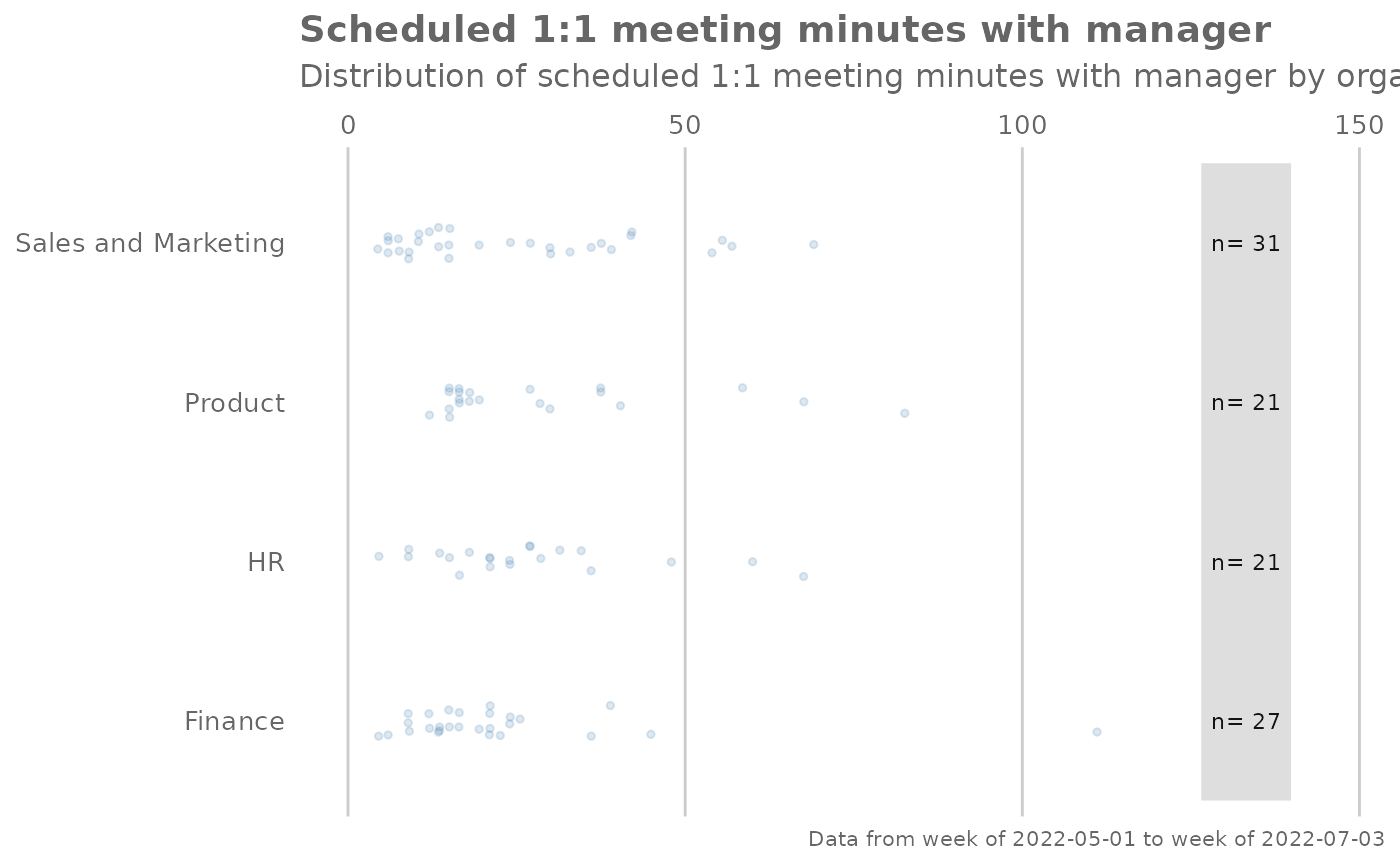 Scheduled 1:1 meeting minutes with manager
Distribution of scheduled 1:1 meeting minutes with manager by orga
0 50 100 150
Sales and Marketing n= 31
Product n= 21
HR n= 21
Finance n= 27
Data from week of 2022-05-01 to week of 2022-07-03